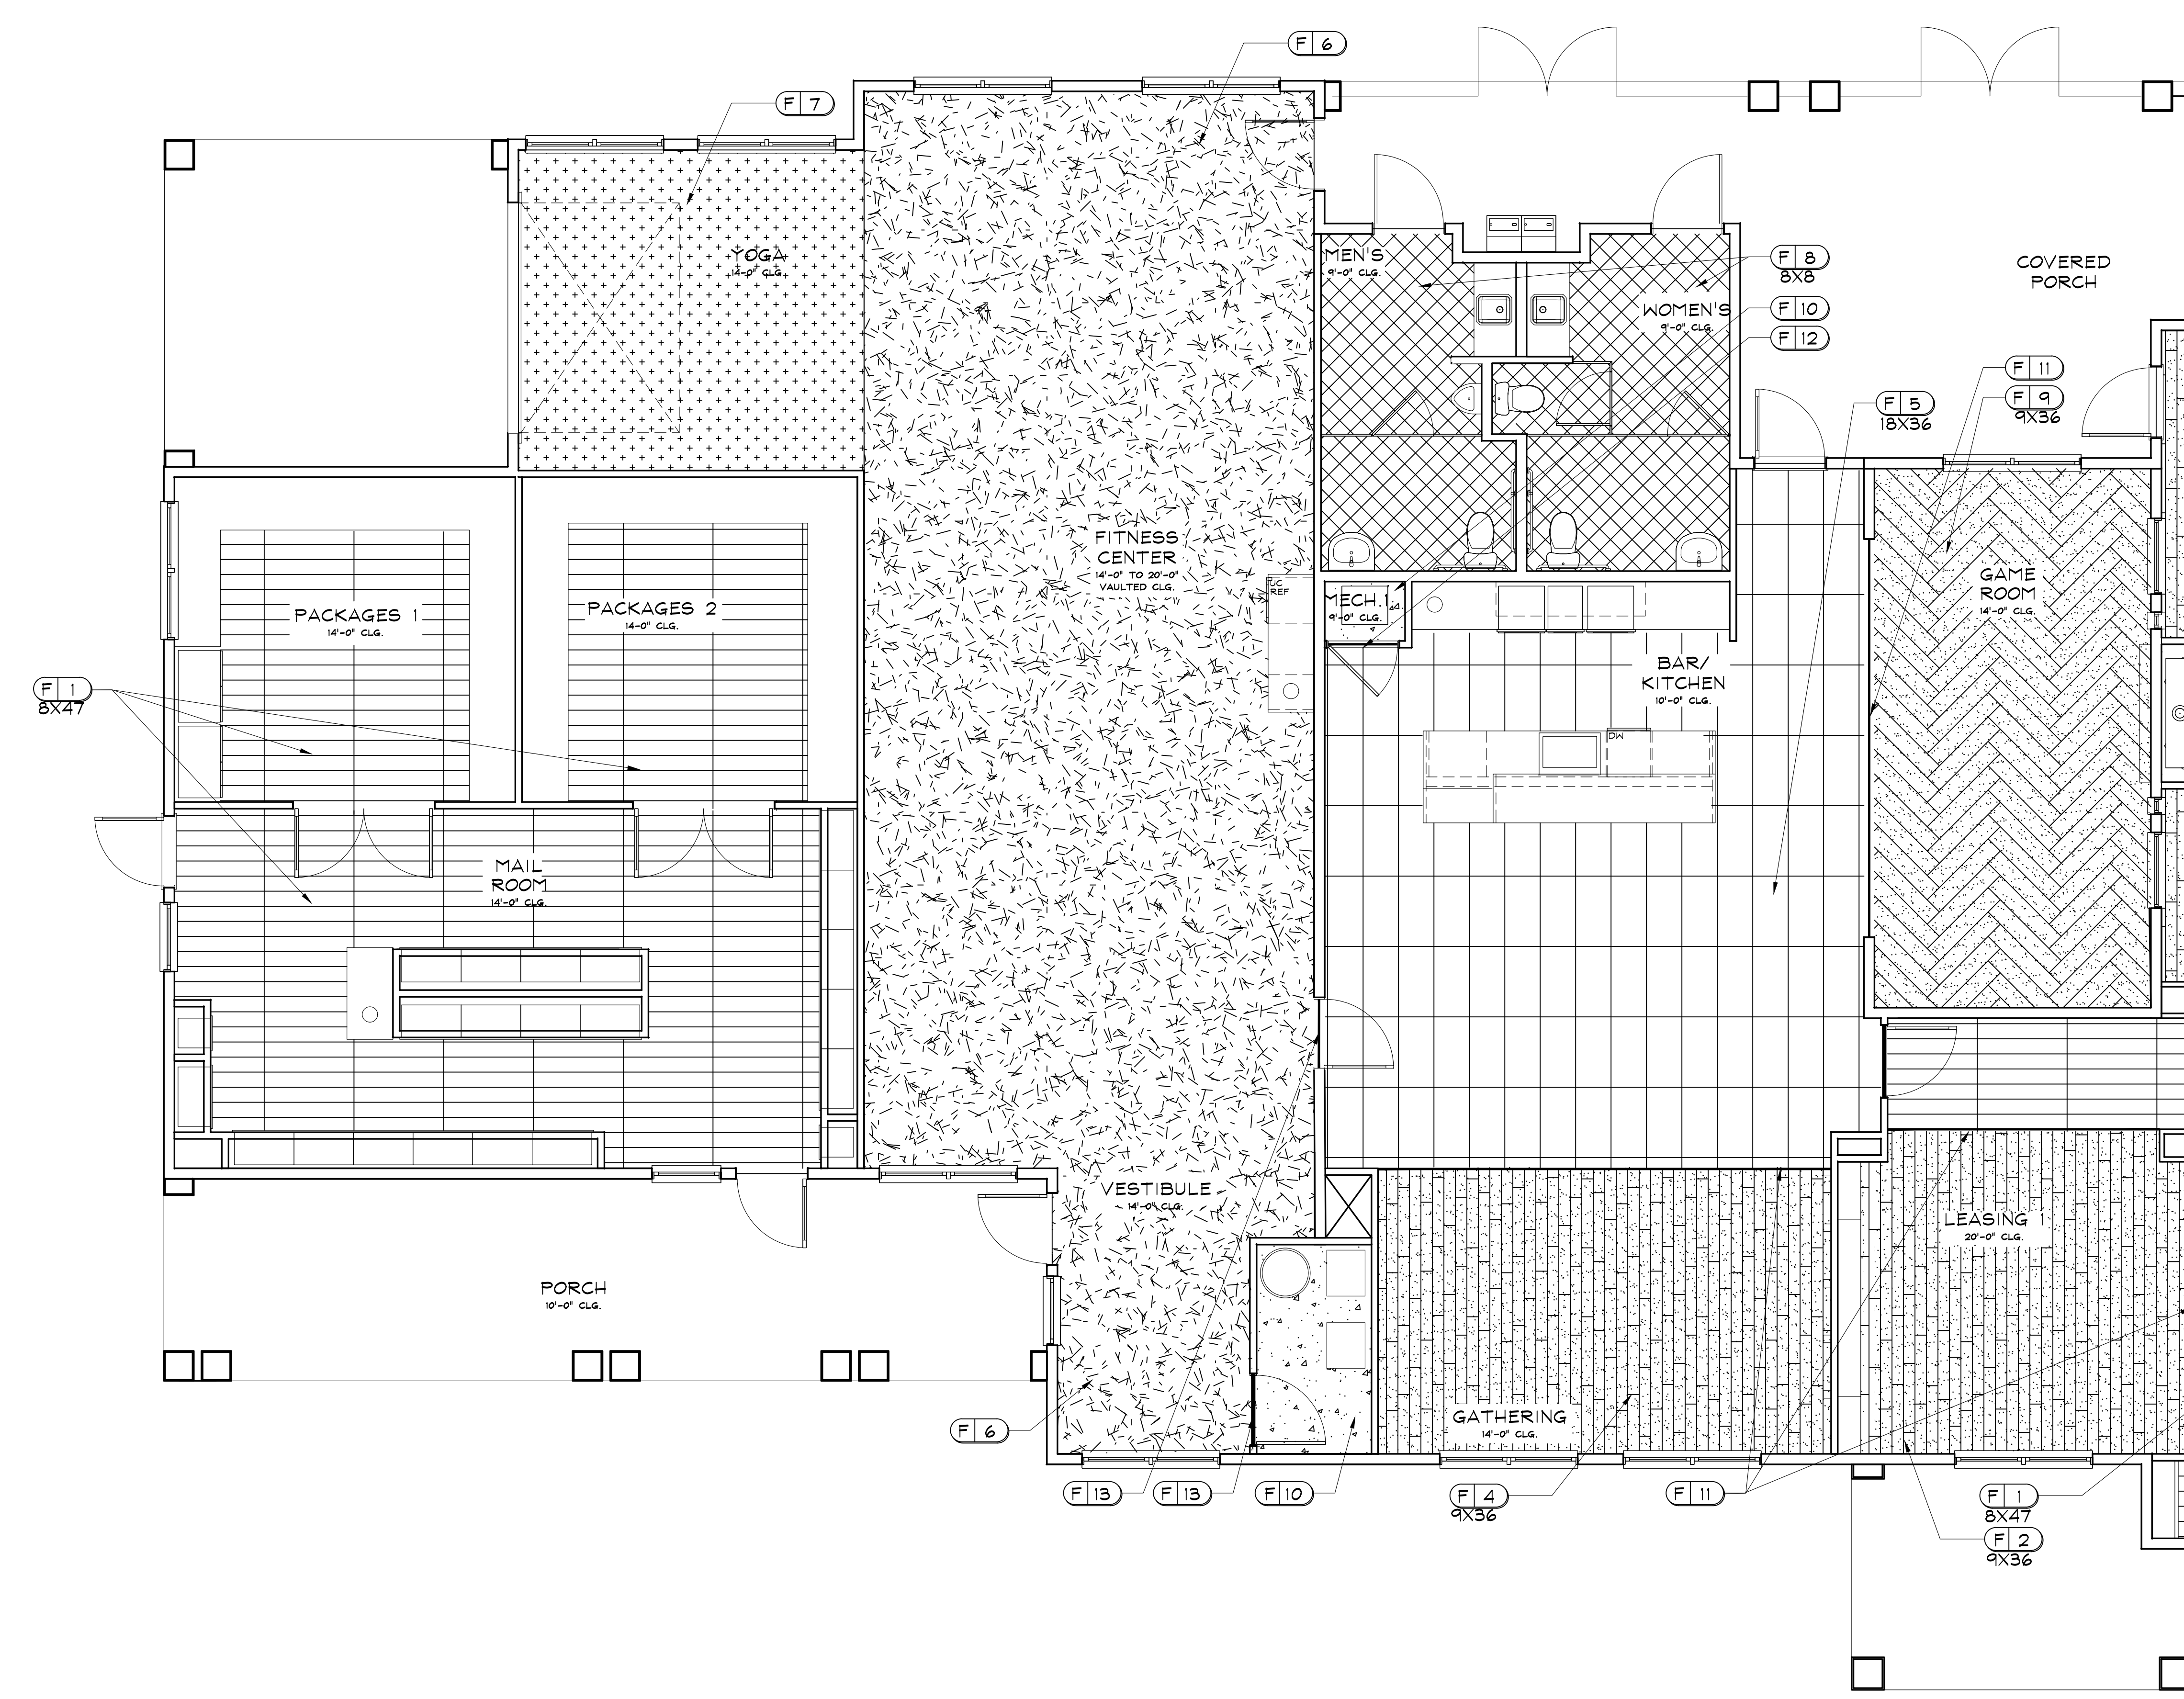 F 6
F 7
YOGA
14-0" CLG.
MEN'S
9'-0" CLG.
WOMEN'S
9'-0" CLG.
F 8
8X8
F 10
F 12
COVERED
PORCH
F 11
F 9
9X36
F 5
18X36
FITNESS
CENTER
14'-0" TO 20'-0"
VAULTED CLG.
UC
REF
MECH.1
9'-0" CLG.
GAME
ROOM
14'-0" CLG.
PACKAGES 1
14'-0" CLG.
PACKAGES 2
14-0" CLG.
BAR/
KITCHEN
10'-0" CLG.
F 1
8X47
DW
MAIL
ROOM
14'-0" CLG.
VESTIBULE
14'-0" CLG.
LEASING 1
20'-0" CLG.
PORCH
10'-0" CLG.
GATHERING
14'-0" CLG.
F 6
F 13
F 13
F 10
F 4
9X36
F 11
F 1
8X47
F 2
9X36